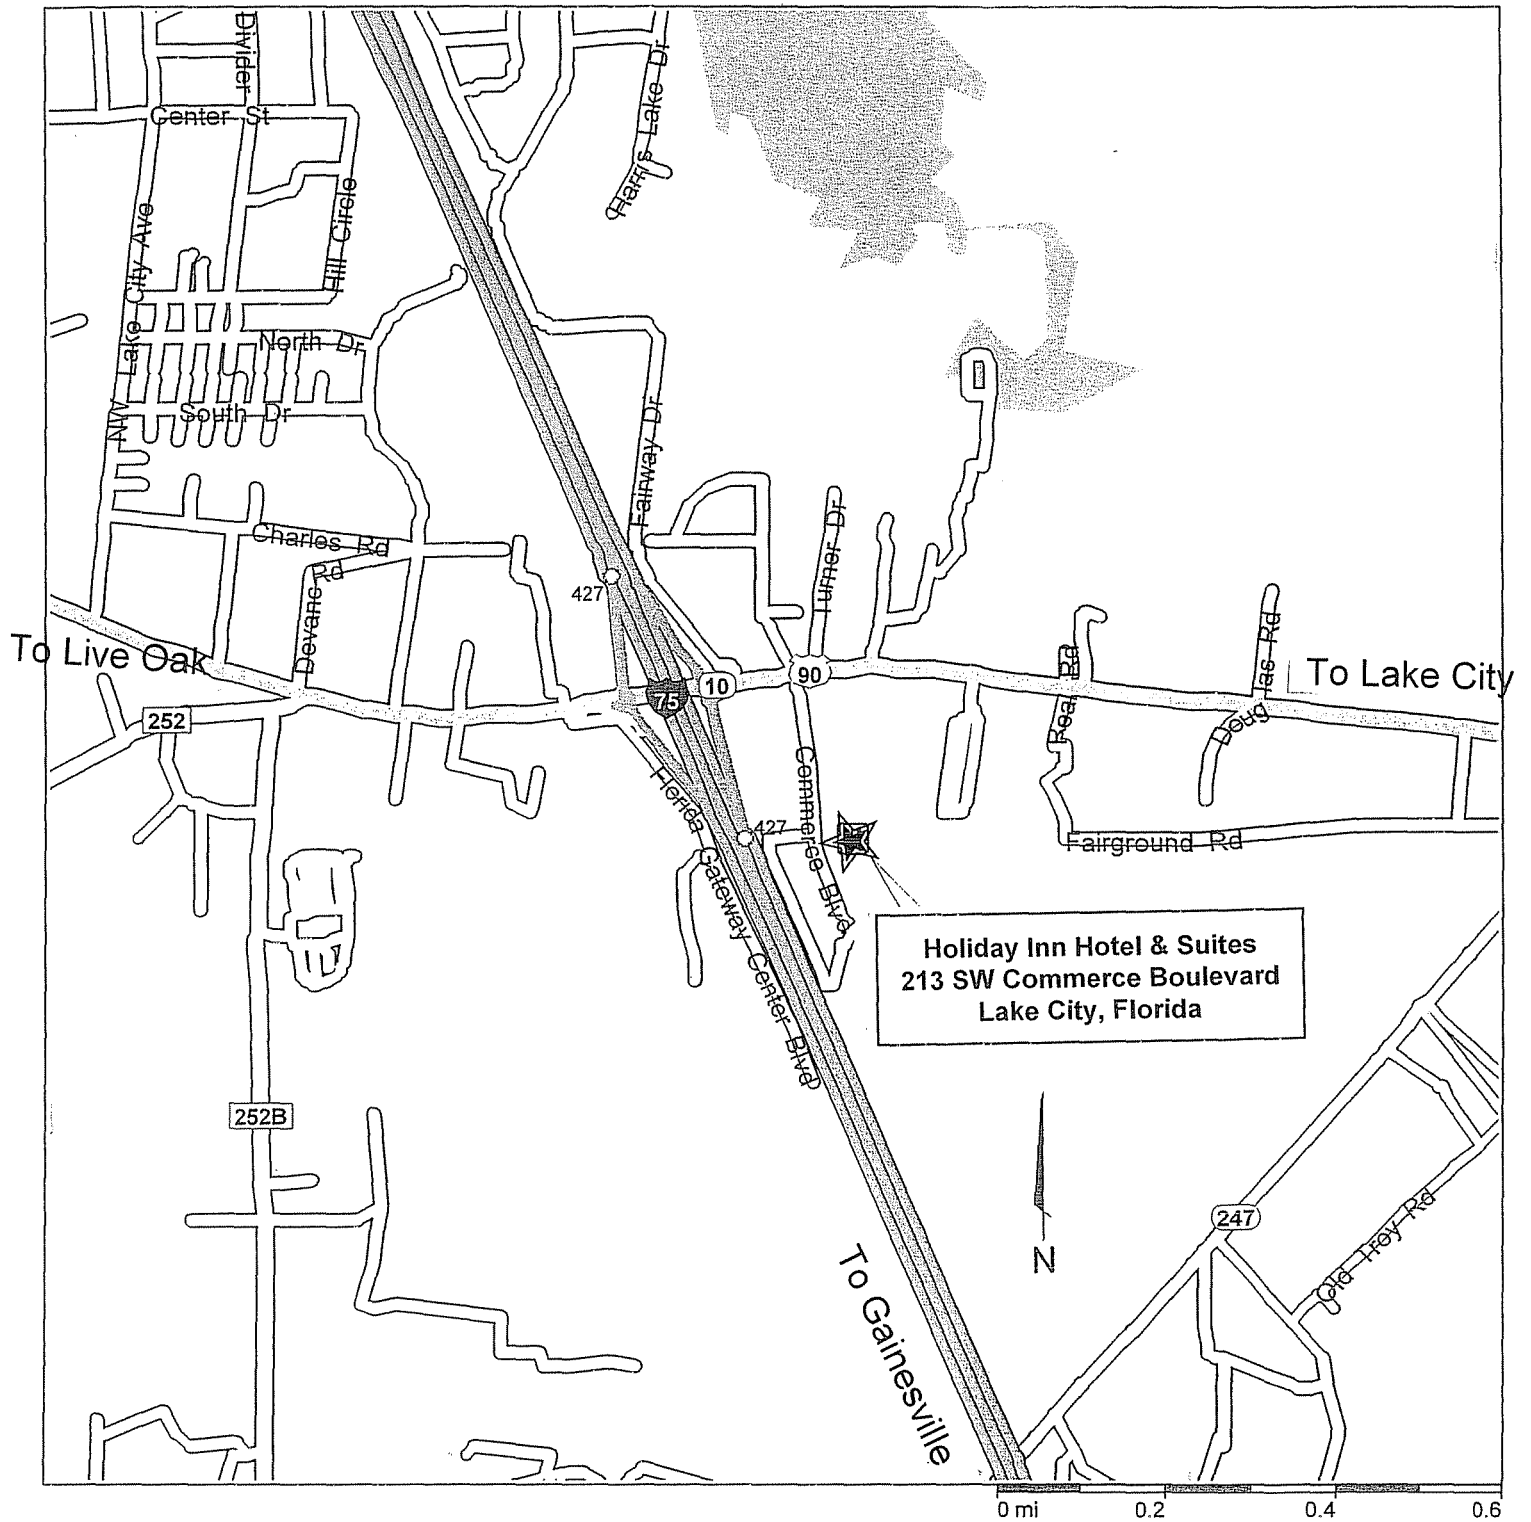 Divider
Center St
Harris Lake Dr
Hill Circle
NW Lake City Ave
North Dr
South Dr
Fairway Dr
Charles Rd
Devane Rd
Turner Dr
427
To Live Oak
252
75
10
90
Real Rd
Douglas Rd
To Lake City
Florida Gateway Center Blvd
Commerce Blvd
427
Fairground Rd
Holiday Inn Hotel & Suites
213 SW Commerce Boulevard
Lake City, Florida
252B
N
247
Old Troy Rd
To Gainesville
0 mi 0.2 0.4 0.6